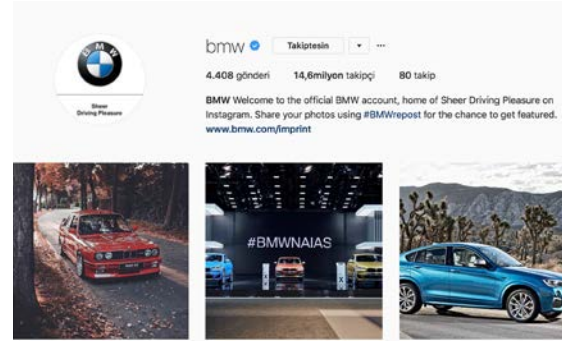 BMW
Sheer
Driving Pleasure
bmw Takiptesin
4.408 gönderi 14,6milyon takipçi 80 takip
BMW Welcome to the official BMW account, home of Sheer Driving Pleasure on
Instagram. Share your photos using #BMWrepost for the chance to get featured.
www.bmw.com/imprint
#BMWNAIAS